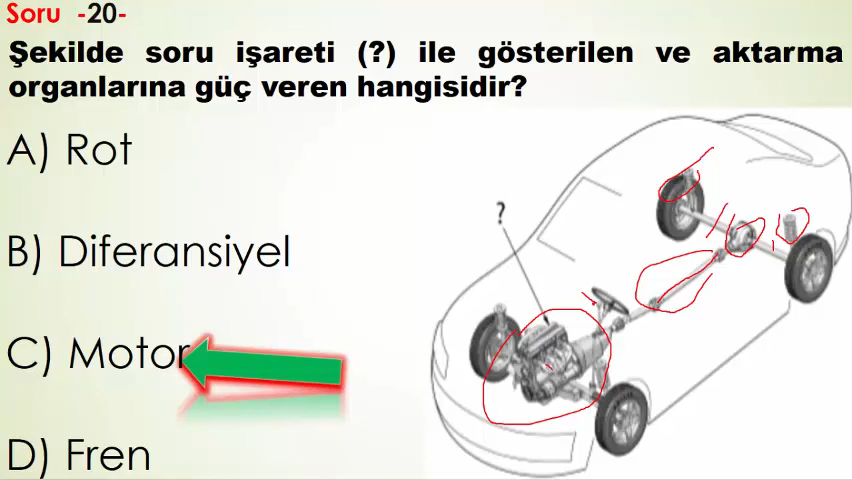 Soru -20-
Şekilde soru işareti (?) ile gösterilen ve aktarma
organlarına güç veren hangisidir?
A) Rot
?
B) Diferansiyel
C) Motor
D) Fren